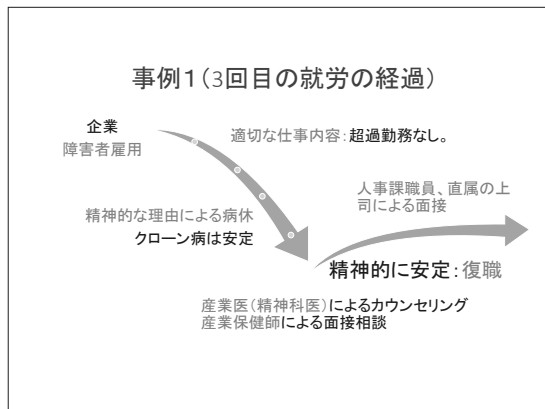 事例１（3回目の就労の経過）
企業
障害者雇用
適切な仕事内容：超過勤務なし。
人事課職員、直属の上
司による面接
精神的な理由による病休
クローン病は安定
精神的に安定：復職
産業医（精神科医）によるカウンセリング
産業保健師による面接相談